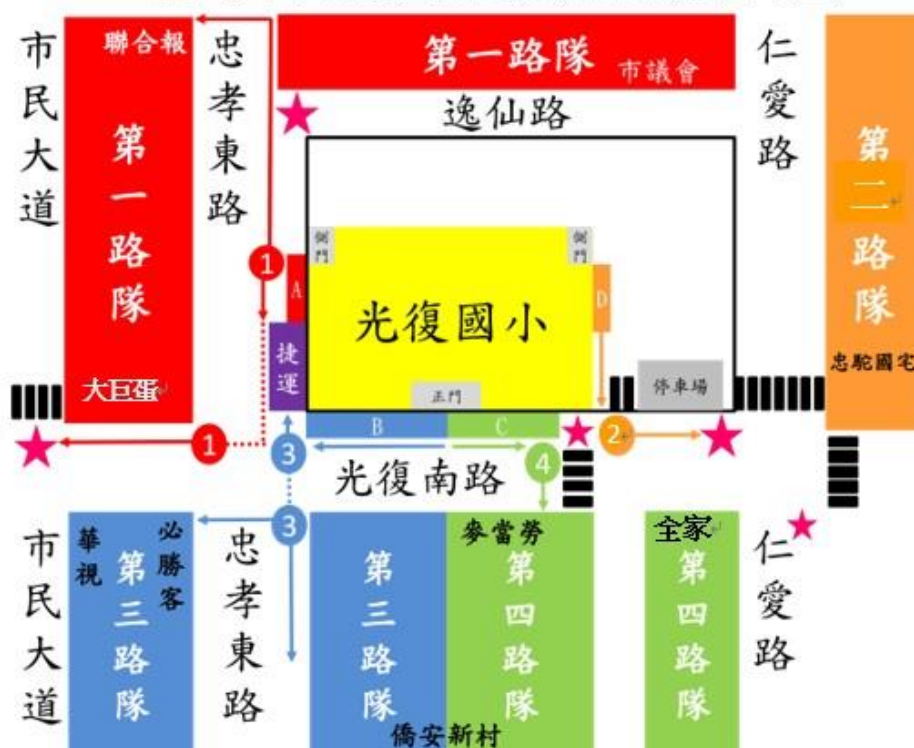 市民大道
聯合報
第一路隊
大巨蛋
忠孝東路
第一路隊
市議會
逸仙路
仁愛路
第二路隊
忠駝國宅
1
A
側門
側門
D
光復國小
捷運
正門
停車場
B
C
1
3
光復南路
4
2
市民大道
華視
必勝客
第三路隊
3
忠孝東路
第三路隊
麥當勞
第四路隊
僑安新村
全家
第四路隊
仁愛路